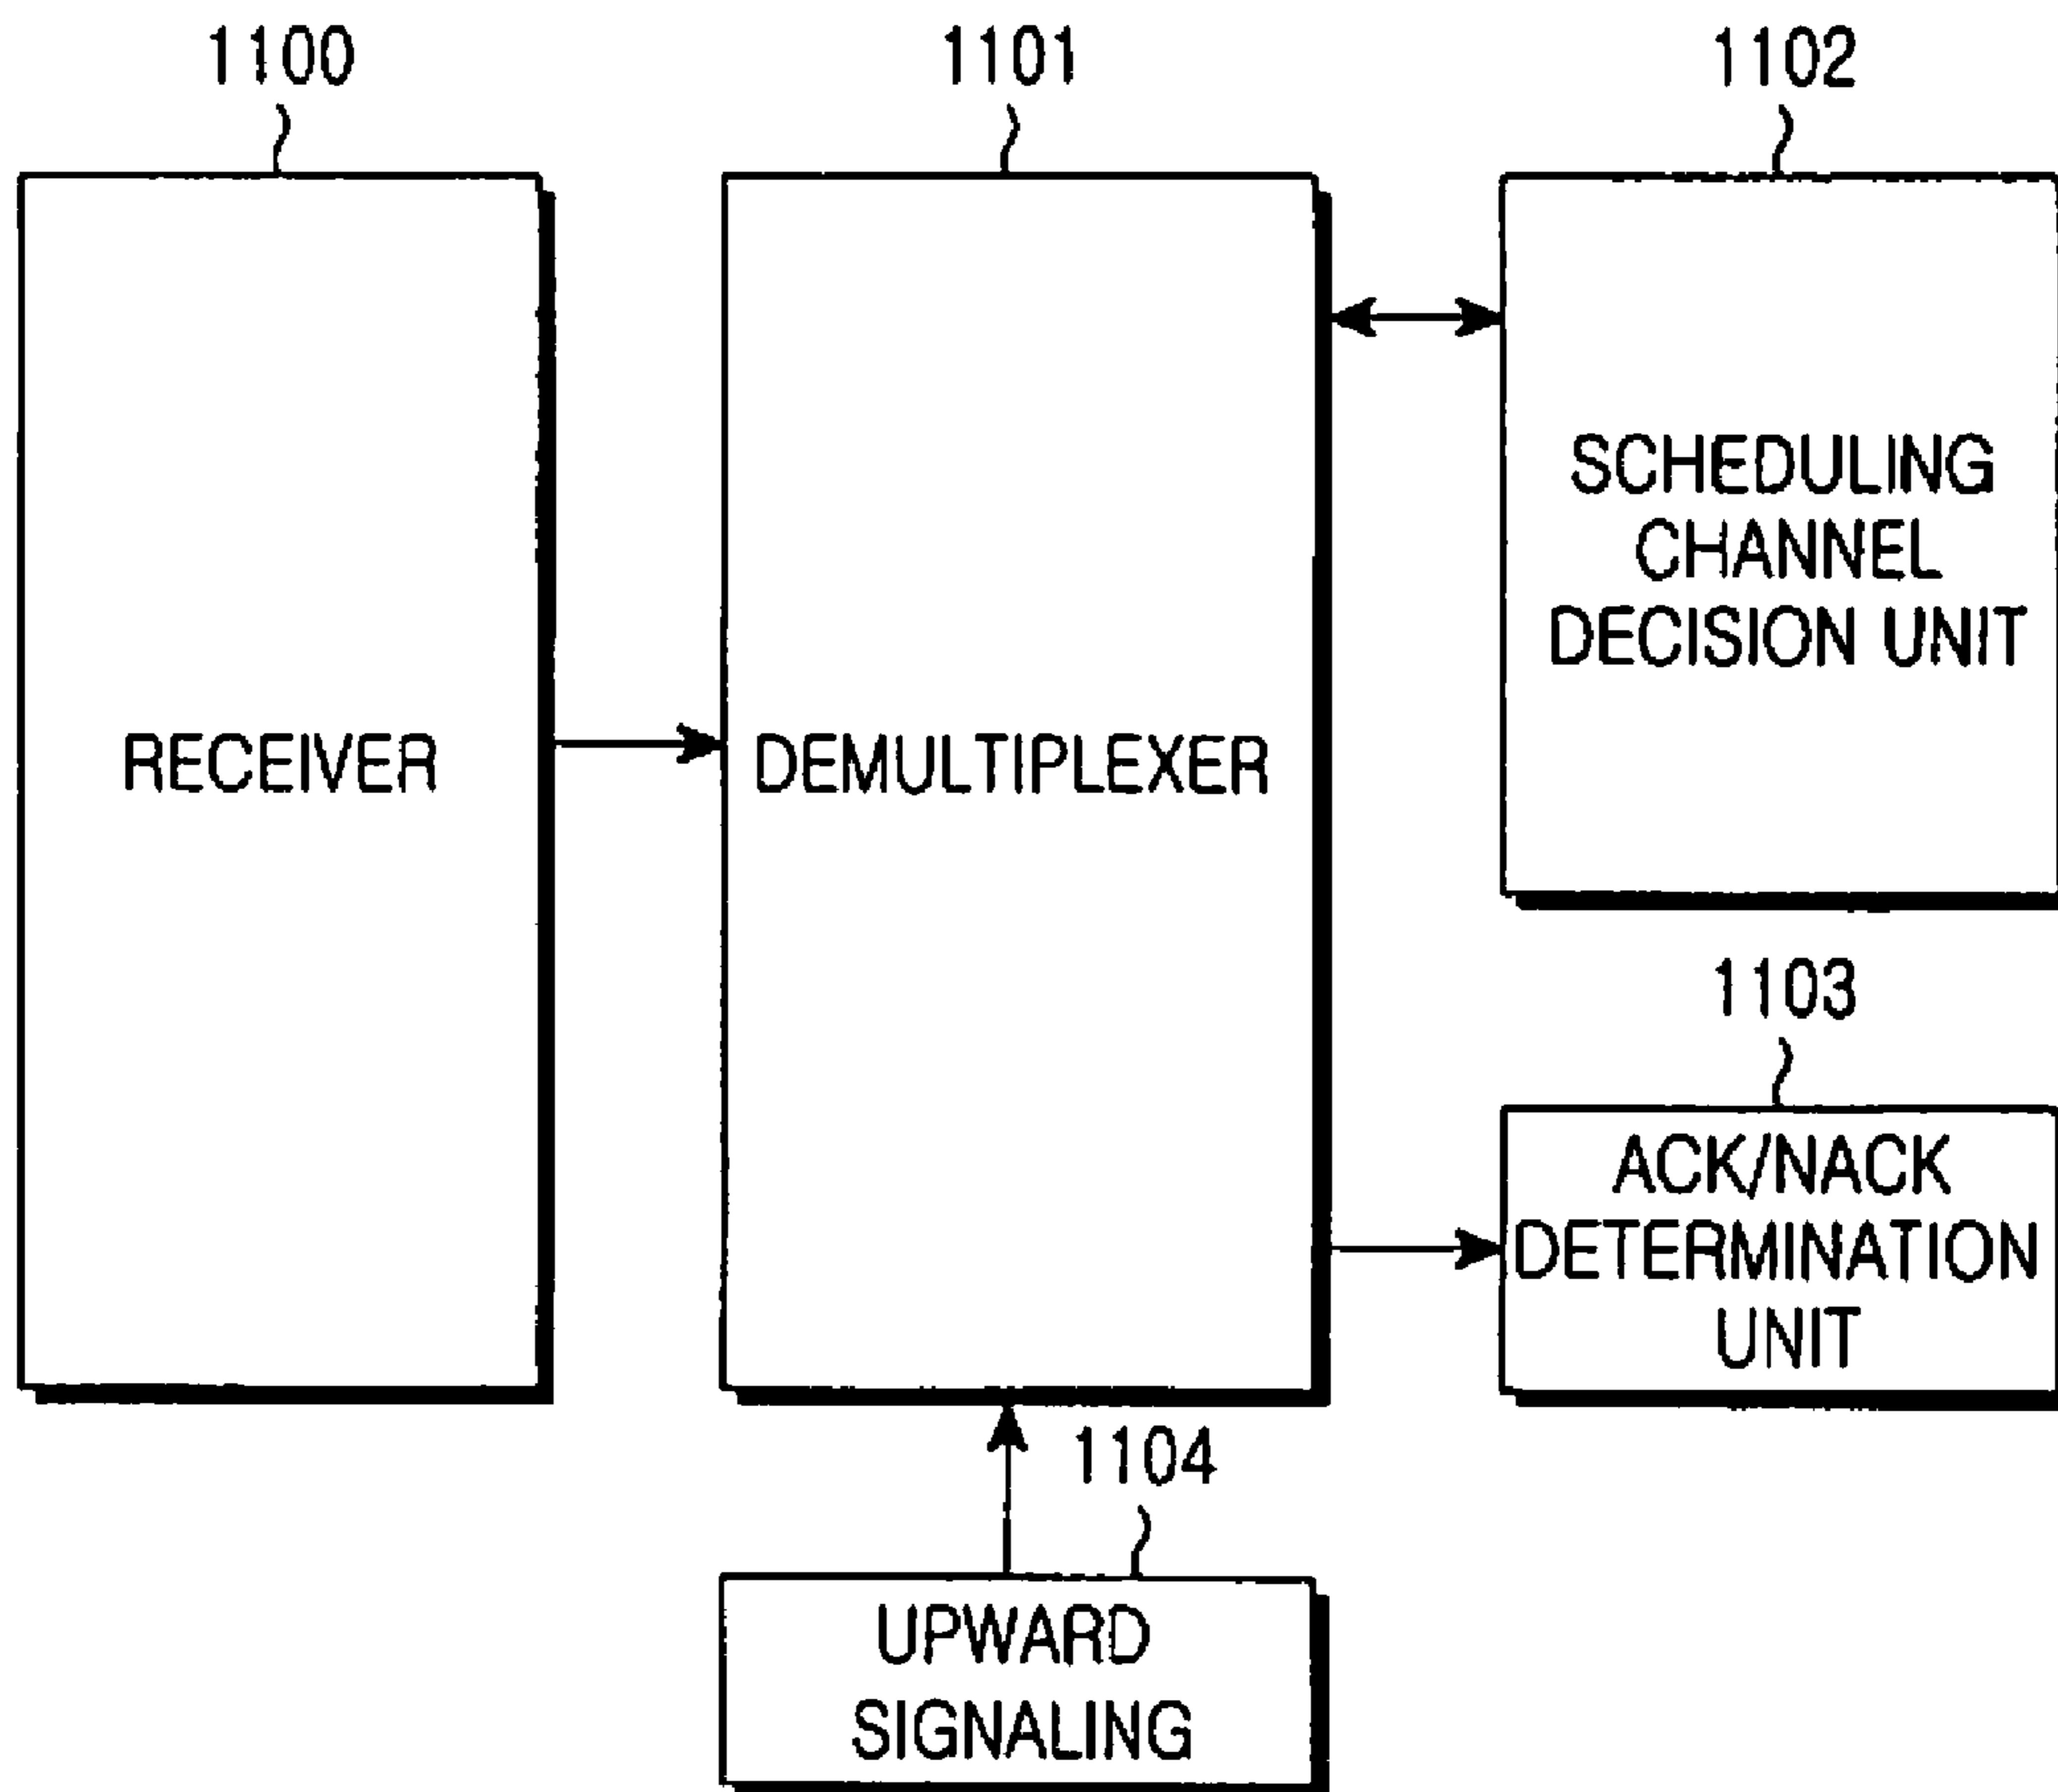 1100
1101
1102
RECEIVER
DEMULTIPLEXER
SCHEDULING
CHANNEL
DECISION UNIT
1103
ACK/NACK
DETERMINATION
UNIT
1104
UPWARD
SIGNALING